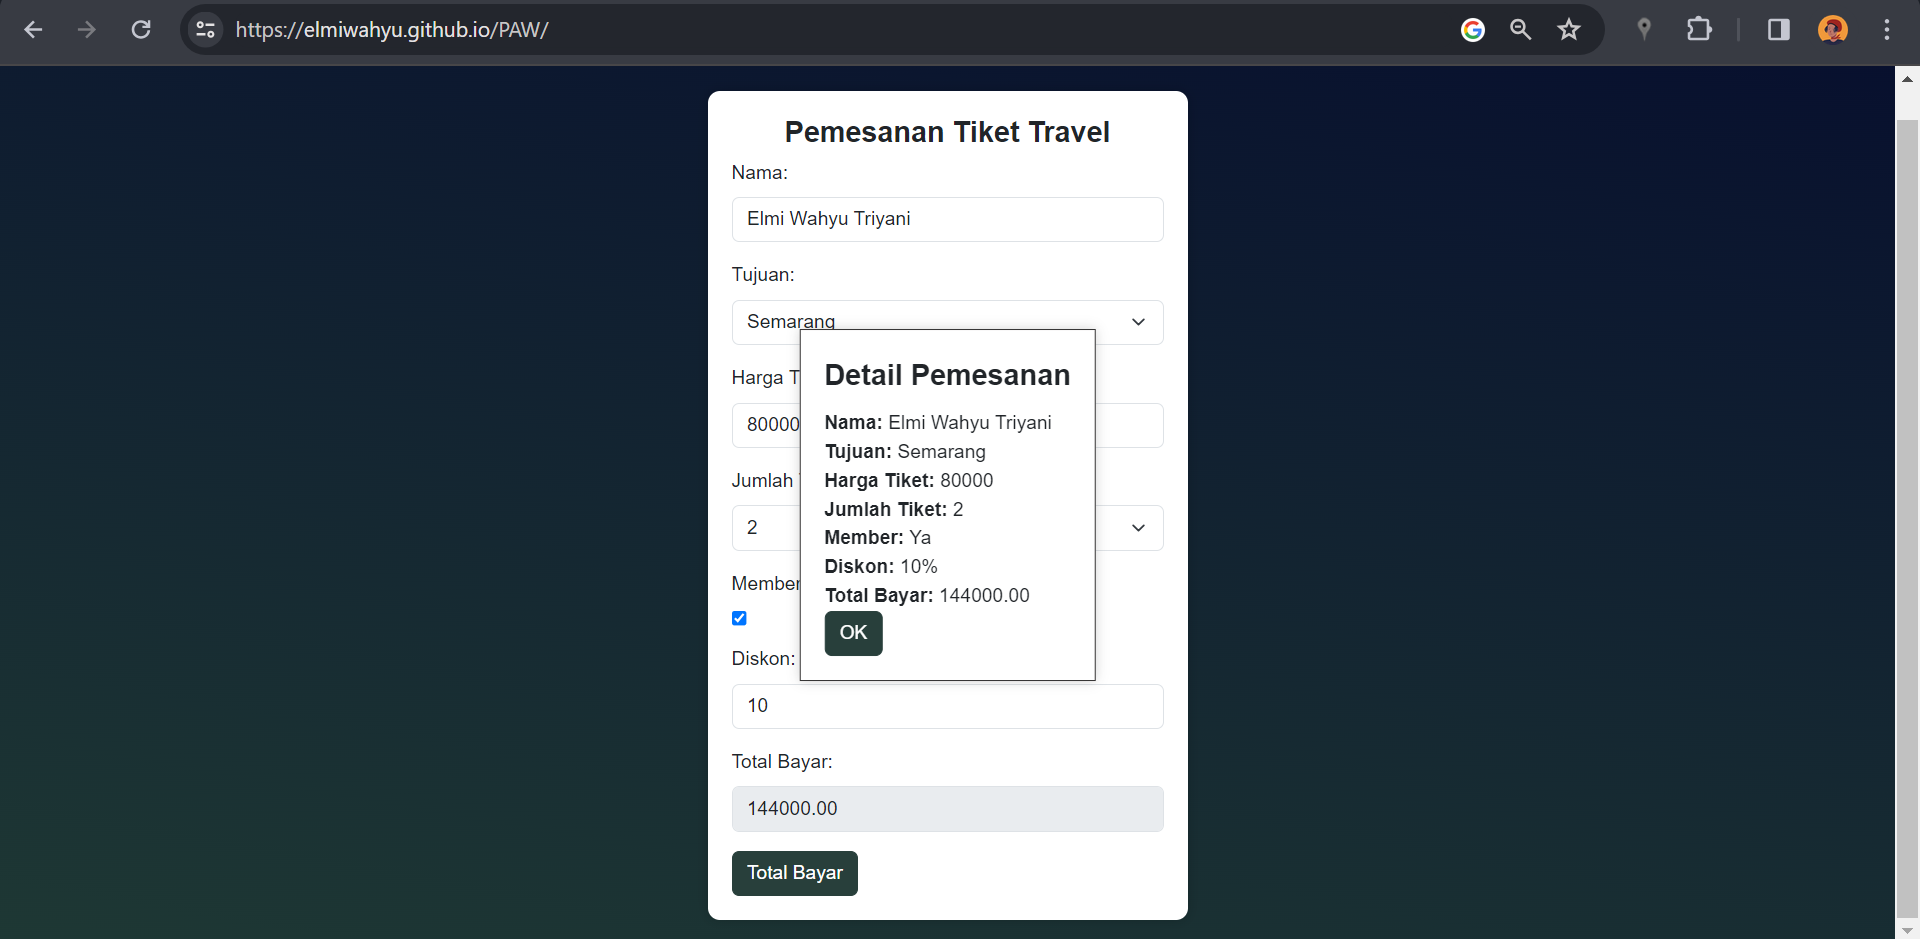 https://elmiwahyu.github.io/PAW/
Pemesanan Tiket Travel
Nama:
Elmi Wahyu Triyani
Tujuan:
Semarang
Harga T
80000
Jumlah
2
Member
Diskon:
10
Total Bayar:
144000.00
Total Bayar
Detail Pemesanan
Nama: Elmi Wahyu Triyani
Tujuan: Semarang
Harga Tiket: 80000
Jumlah Tiket: 2
Member: Ya
Diskon: 10%
Total Bayar: 144000.00
OK